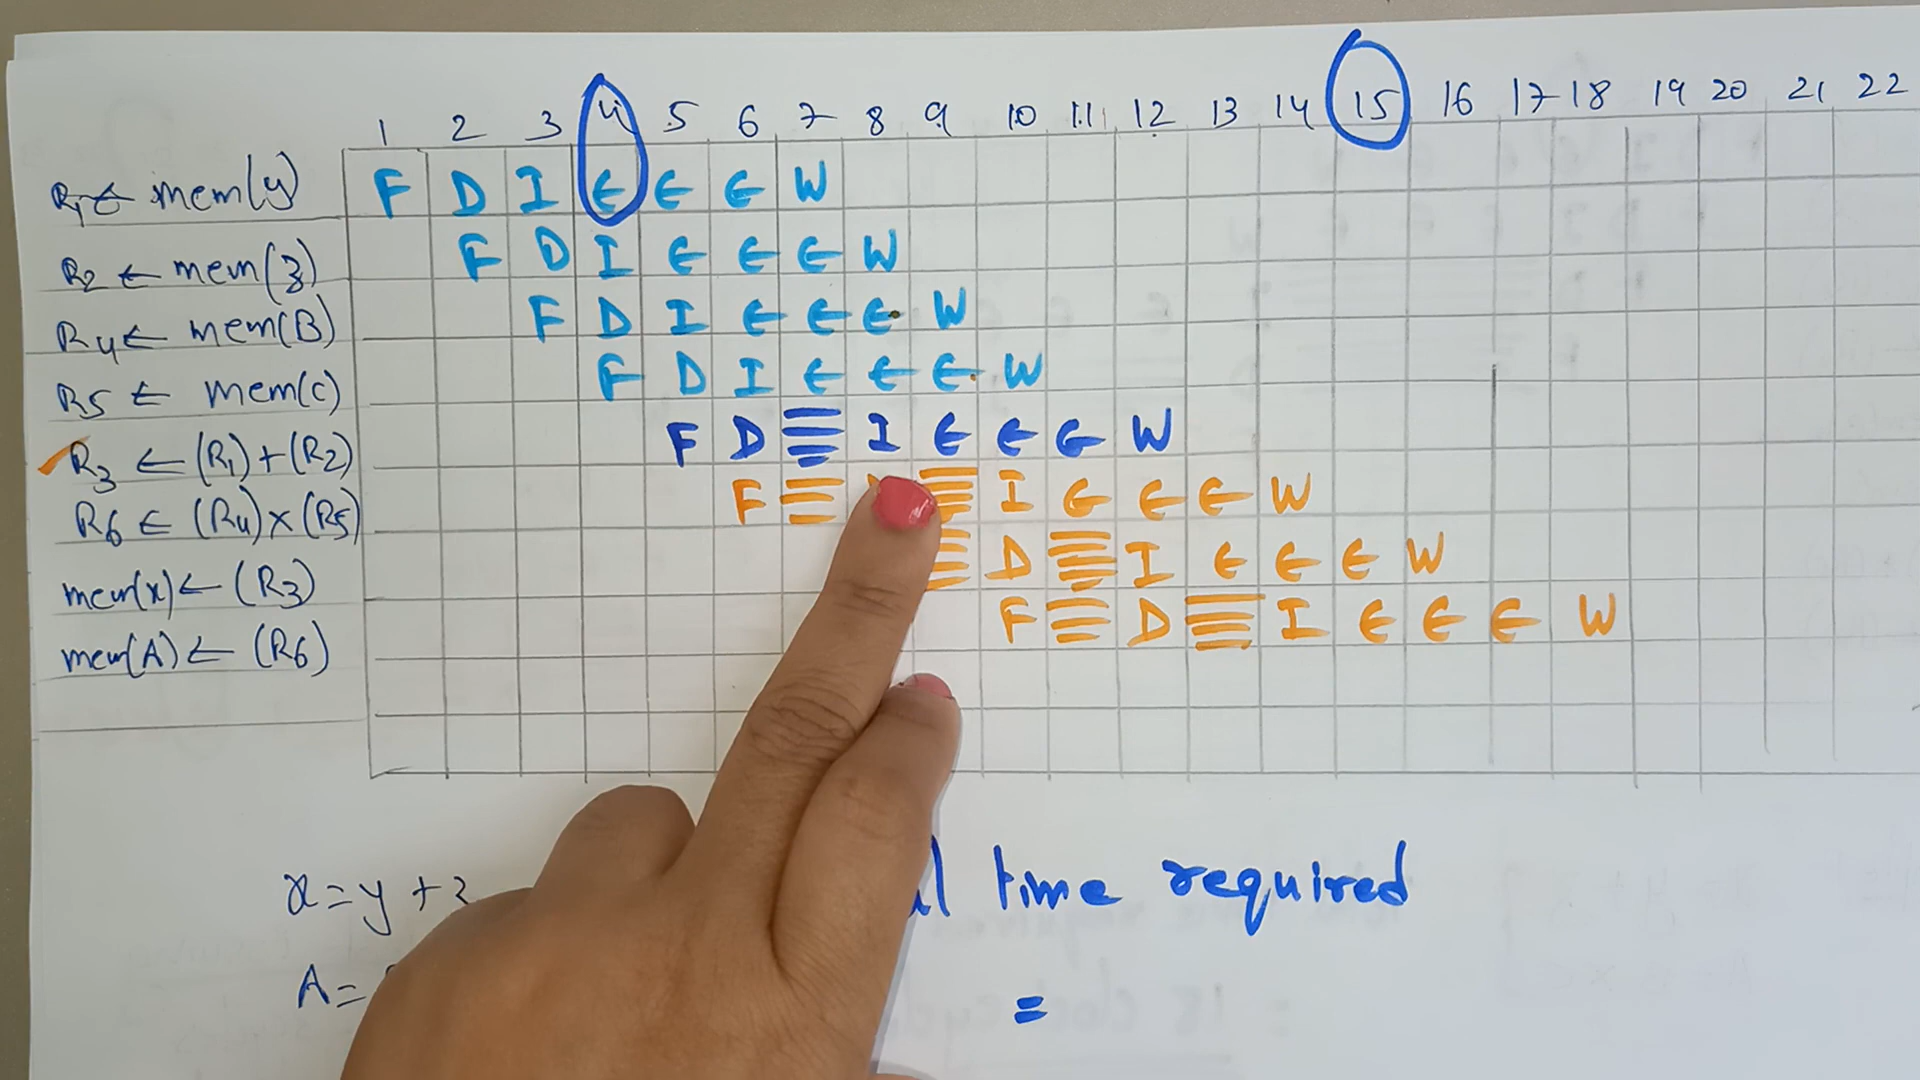 1 2 3 4 5 6 7 8 9 10 11 12 13 14 15 16 17 18 19 20 21 22
R1 ← mem(y) F D I E E E W
R2 ← mem(z) F D I E E E W
R4 ← mem(B) F D I E E E W
R5 ← mem(c) F D I E E E W
R3 ← (R1)+(R2) F D I E E E W
R6 ← (R4)×(R5) F I E E E W
mem(x) ← (R3) D I E E E W
mem(A) ← (R6) F D I E E E W
x=y+z time required
A= =